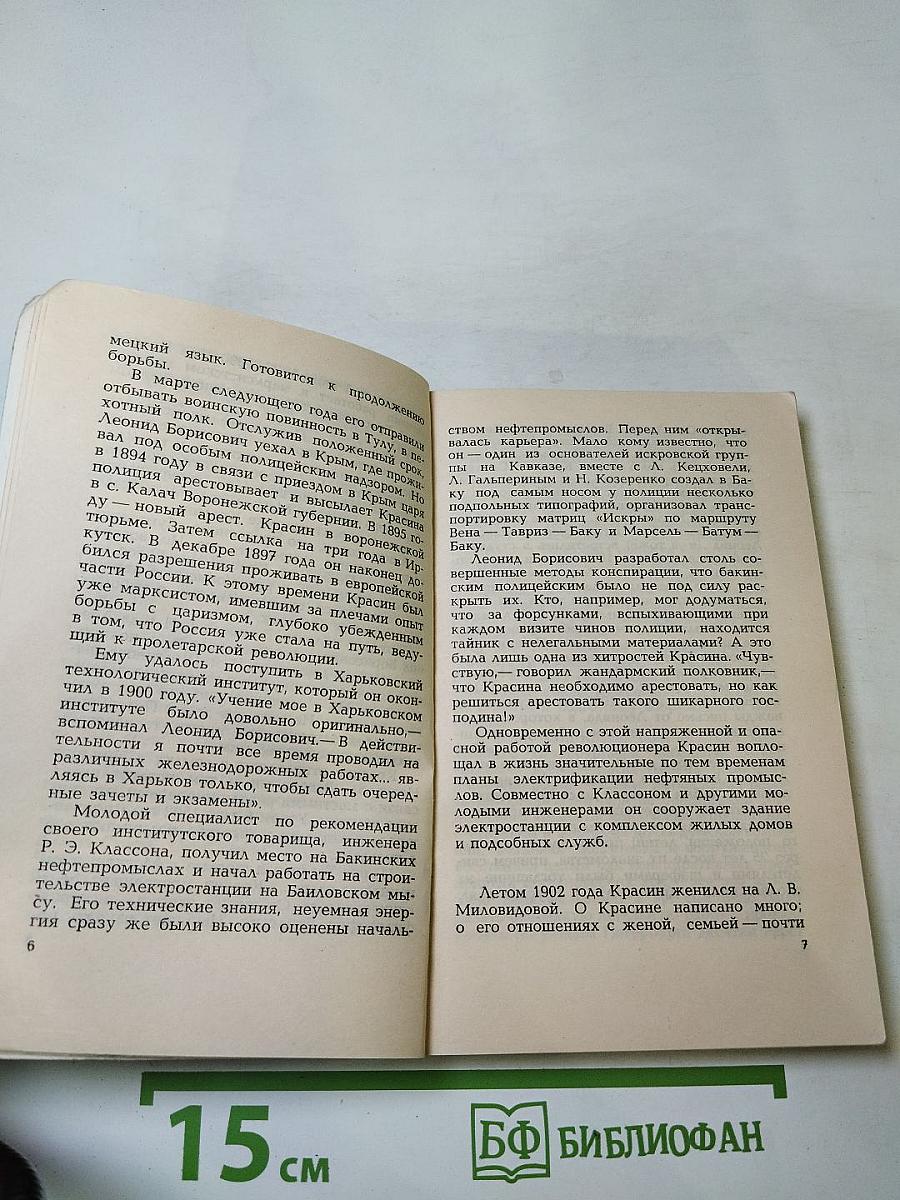 мецкий язык. Готовится к продолжению
борьбы.
В марте следующего года его отправили
отбывать воинскую повинность в Тулу, в пе-
хотный полк. Отслужив положенный срок,
Леонид Борисович уехал в Крым, где прожи-
вал под особым полицейским надзором. Но
в 1894 году в связи с приездом в Крым царя
полиция арестовывает и высылает Красина
в с. Калач Воронежской губернии. В 1895 го-
ду — новый арест. Красин в воронежской
тюрьме. Затем ссылка на три года в Ир-
кутск. В декабре 1897 года он наконец до-
бился разрешения проживать в европейской
части России. К этому времени Красин был
уже марксистом, имевшим за плечами опыт
борьбы с царизмом, глубоко убежденным
в том, что Россия уже стала на путь, веду-
щий к пролетарской революции.
Ему удалось поступить в Харьковский
технологический институт, который он окон-
чил в 1900 году. «Учение мое в Харьковском
институте было довольно оригинально,—
вспоминал Леонид Борисович.— В действи-
тельности я почти все время проводил на
различных железнодорожных работах... яв-
ляясь в Харьков только, чтобы сдать очеред-
ные зачеты и экзамены».
Молодой специалист по рекомендации
своего институтского товарища, инженера
Р. Э. Классона, получил место на Бакинских
нефтепромыслах и начал работать на строи-
тельстве электростанции на Баиловском мы-
су. Его технические знания, неуемная энер-
гия сразу же были высоко оценены началь-
6
ством нефтепромыслов. Перед ним «откры-
валась карьера». Мало кому известно, что
он — один из основателей искровской груп-
пы на Кавказе, вместе с Л. Кецховели,
Л. Гальпериным и Н. Козеренко создал в Ба-
ку под самым носом у полиции несколько
подпольных типографий, организовал транс-
портировку матриц «Искры» по маршруту
Вена — Тавриз — Баку и Марсель — Батум —
Баку.
Леонид Борисович разработал столь со-
вершенные методы конспирации, что бакин-
ским полицейским было не под силу рас-
крыть их. Кто, например, мог додуматься,
что за форсунками, вспыхивающими при
каждом визите чинов полиции, находится
тайник с нелегальными материалами? А это
была лишь одна из хитростей Красина. «Чув-
ствую,— говорил жандармский полковник,—
что Красина необходимо арестовать, но как
решиться арестовать такого шикарного гос-
подина!»
Одновременно с этой напряженной и опа-
сной работой революционера Красин вопло-
щал в жизнь значительные по тем временам
планы электрификации нефтяных промыс-
лов. Совместно с Классоном и другими мо-
лодыми инженерами он сооружает здание
электростанции с комплексом жилых домов
и подсобных служб.
Летом 1902 года Красин женился на Л. В.
Миловидовой. О Красине написано много;
о его отношениях с женой, семьей — почти
7
15 см
БФ БИБЛИОФАН